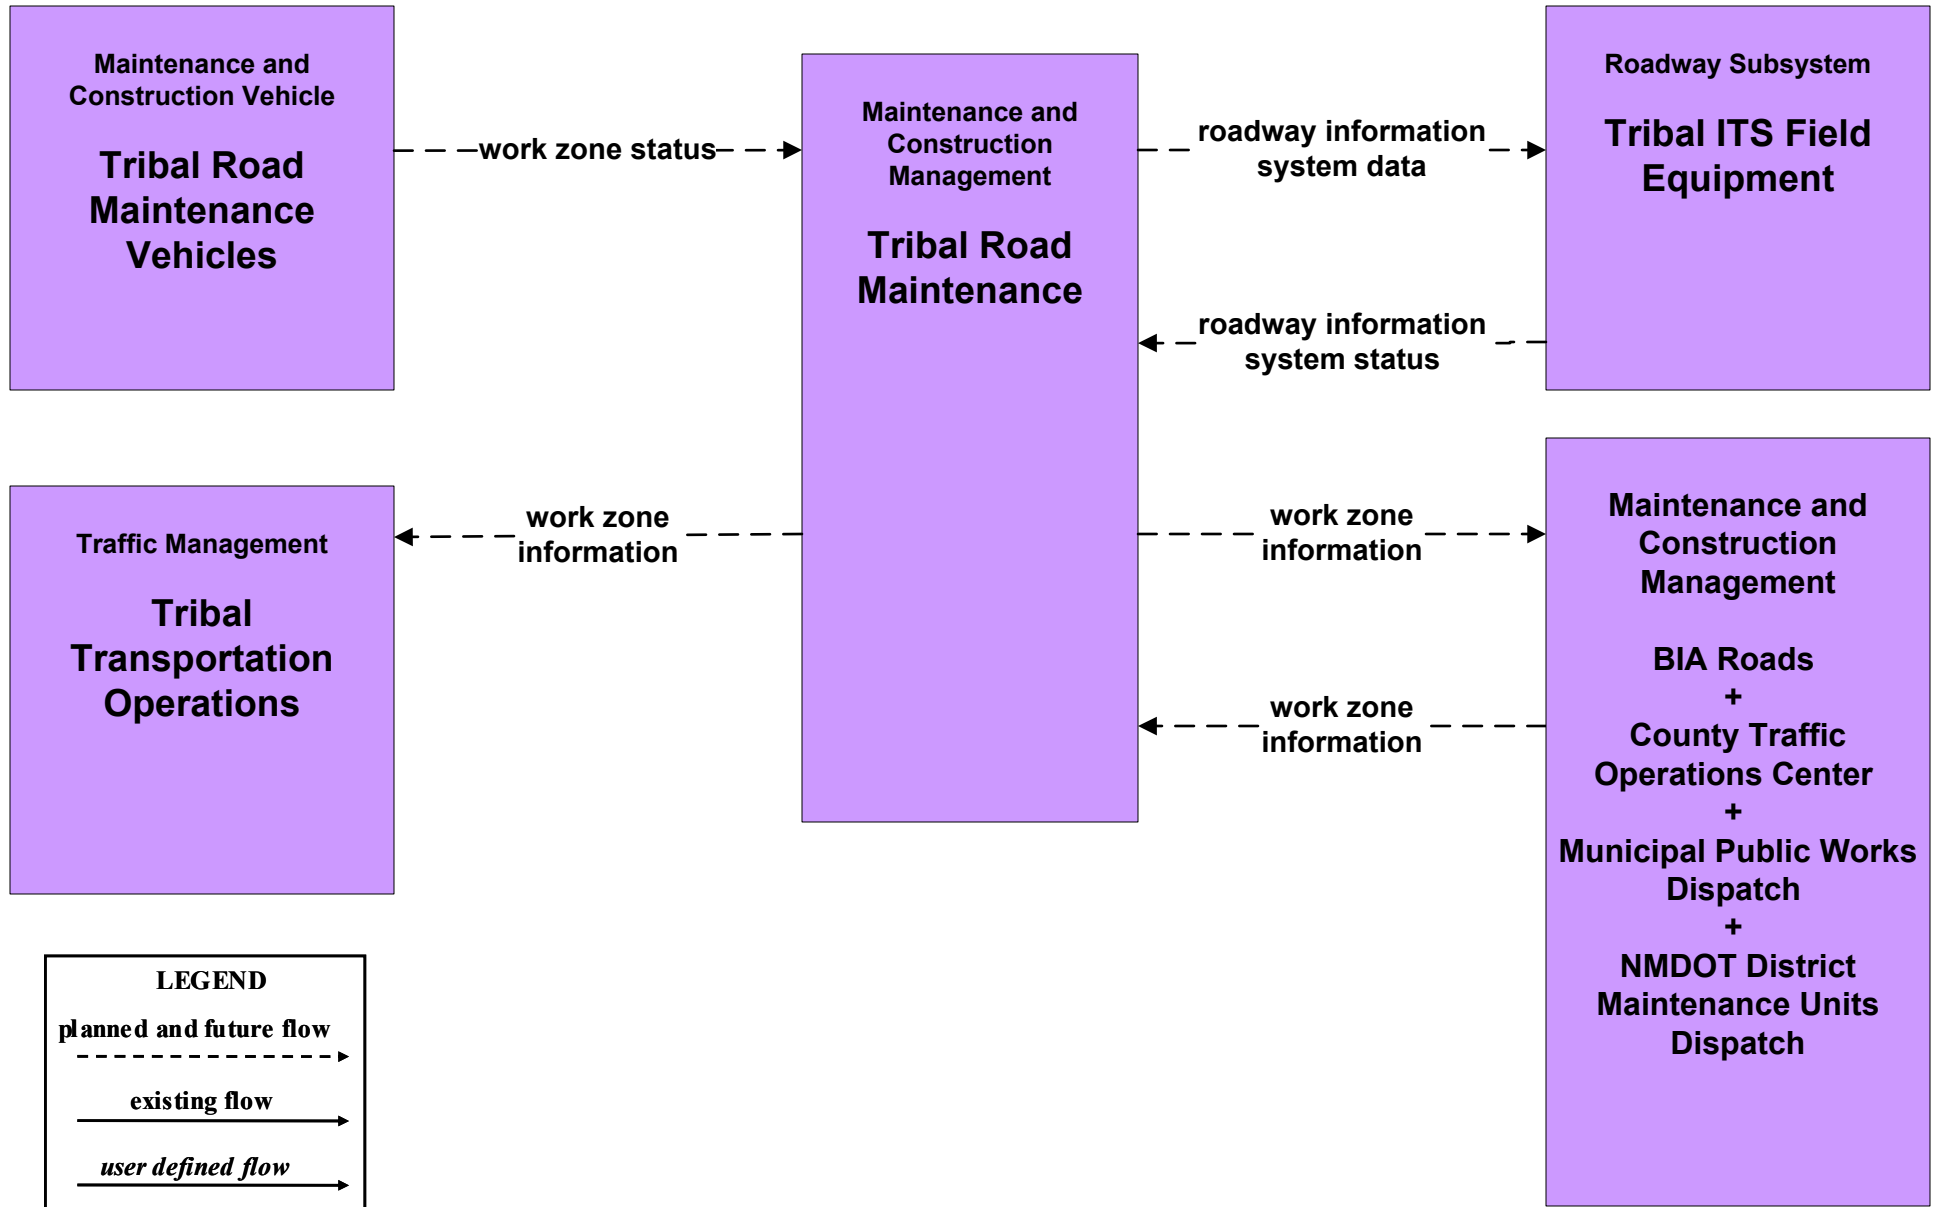 Maintenance and
Construction Vehicle
Tribal Road
Maintenance
Vehicles
work zone status
Maintenance and
Construction
Management
Tribal Road
Maintenance
roadway information
system data
Roadway Subsystem
Tribal ITS Field
Equipment
roadway information
system status
Traffic Management
Tribal
Transportation
Operations
work zone
information
work zone
information
work zone
information
Maintenance and
Construction
Management
BIA Roads
+
County Traffic
Operations Center
+
Municipal Public Works
Dispatch
+
NMDOT District
Maintenance Units
Dispatch
LEGEND
planned and future flow
existing flow
user defined flow